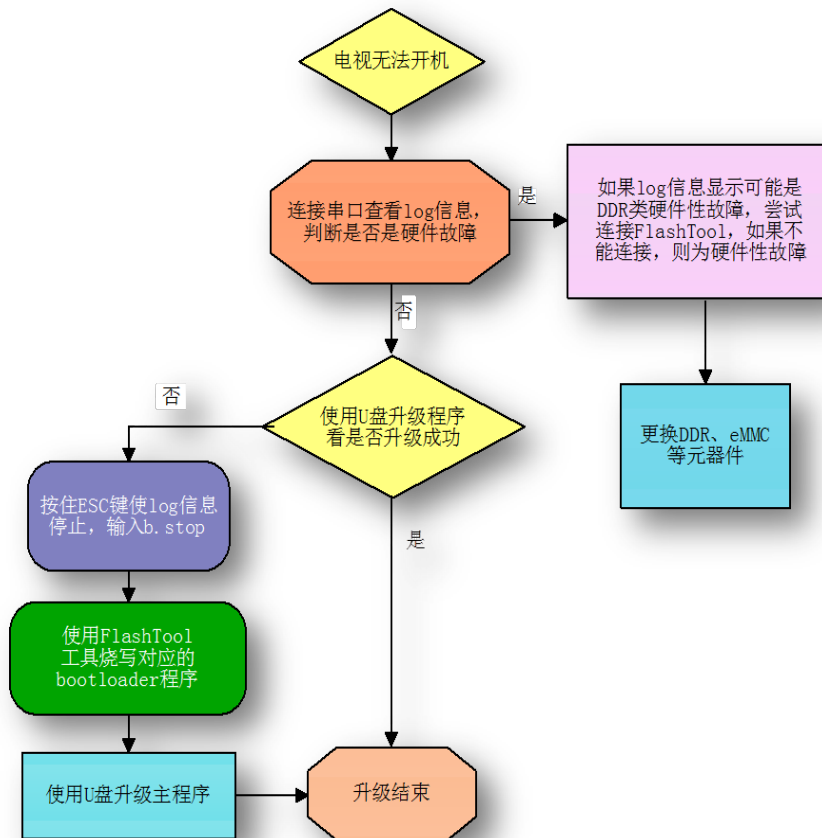 电视无法开机
连接串口查看log信息，
判断是否是硬件故障
是
如果log信息显示可能是
DDR类硬件性故障，尝试
连接FlashTool，如果不
能连接，则为硬件性故障
否
更换DDR、eMMC
等元器件
使用U盘升级程序
看是否升级成功
否
按住ESC键使log信息
停止，输入b.stop
是
使用FlashTool
工具烧写对应的
bootloader程序
使用U盘升级主程序
升级结束